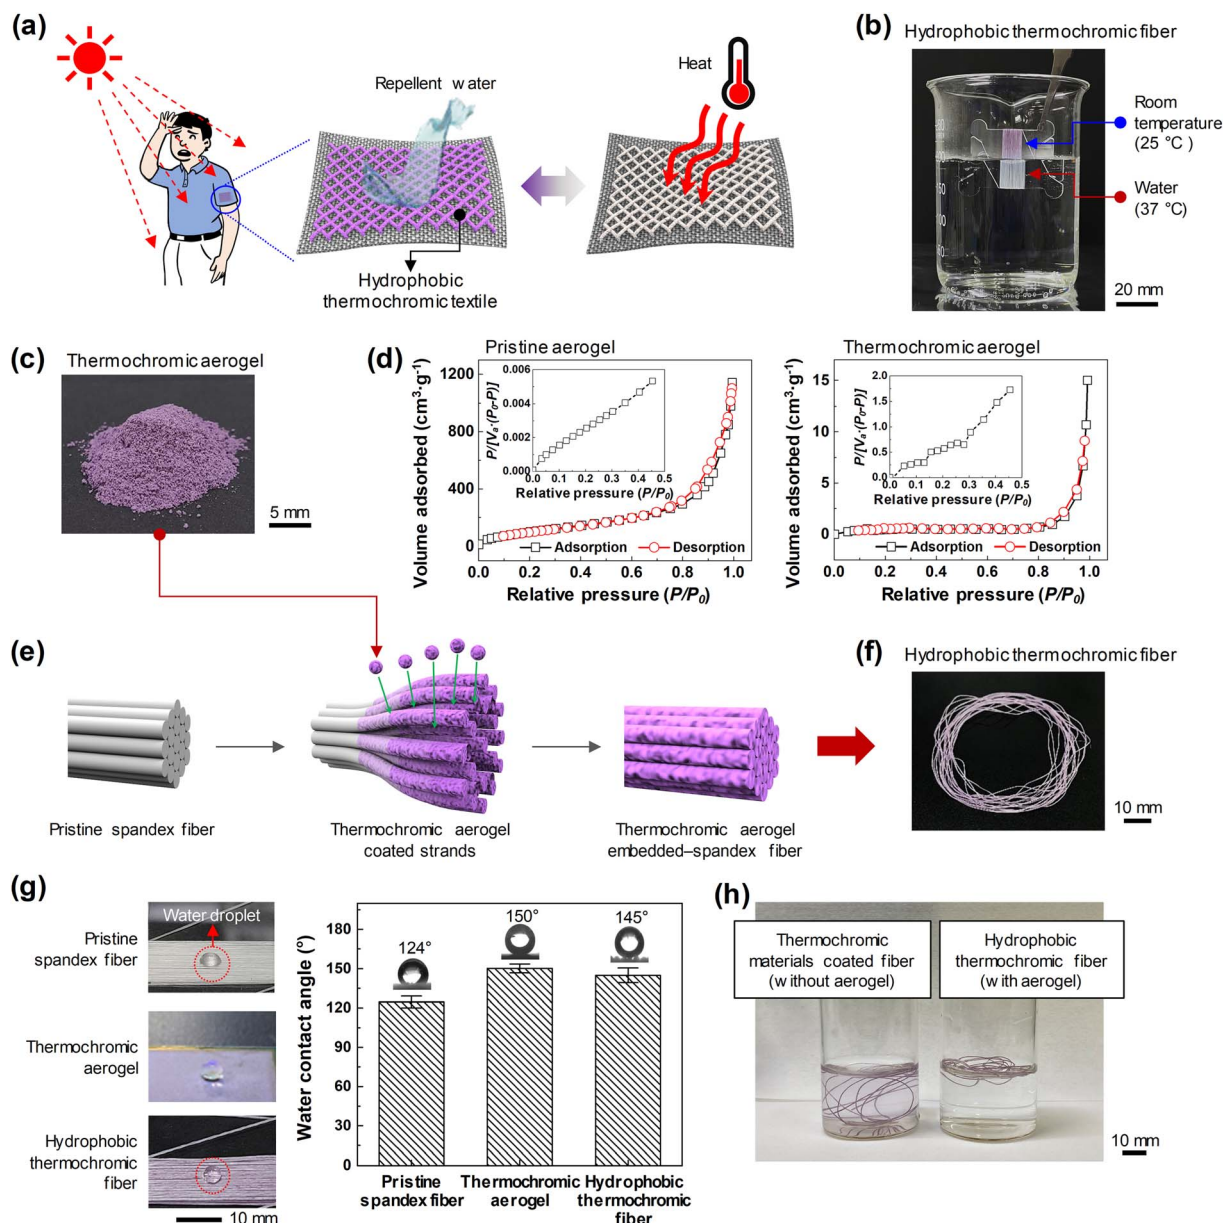 (a)
Repellent water
Heat
Hydrophobic
thermochromic textile
(b)
Hydrophobic thermochromic fiber
Room
temperature
(25 °C )
Water
(37 °C)
20 mm
(c)
Thermochromic aerogel
5 mm
(d)
Pristine aerogel
Volume adsorbed (cm³·g⁻¹)
1200
800
400
0
P/[Vₐ·(P₀-P)]
0.006
0.004
0.002
0.000
0.0 0.1 0.2 0.3 0.4 0.5
Relative pressure (P/P₀)
Adsorption Desorption
0.0 0.2 0.4 0.6 0.8 1.0
Relative pressure (P/P₀)
Thermochromic aerogel
Volume adsorbed (cm³·g⁻¹)
15
10
5
0
P/[Vₐ·(P₀-P)]
2.0
1.5
1.0
0.5
0.0
0.0 0.1 0.2 0.3 0.4 0.5
Relative pressure (P/P₀)
Adsorption Desorption
0.0 0.2 0.4 0.6 0.8 1.0
Relative pressure (P/P₀)
(e)
Pristine spandex fiber
Thermochromic aerogel
coated strands
Thermochromic aerogel
embedded–spandex fiber
(f)
Hydrophobic thermochromic fiber
10 mm
(g)
Pristine
spandex fiber
Water droplet
Thermochromic
aerogel
Hydrophobic
thermochromic
fiber
10 mm
Water contact angle (°)
180
150
120
90
60
30
0
124°
150°
145°
Pristine
spandex fiber
Thermochromic
aerogel
Hydrophobic
thermochromic
fiber
(h)
Thermochromic
materials coated fiber
(without aerogel)
Hydrophobic
thermochromic fiber
(with aerogel)
10 mm